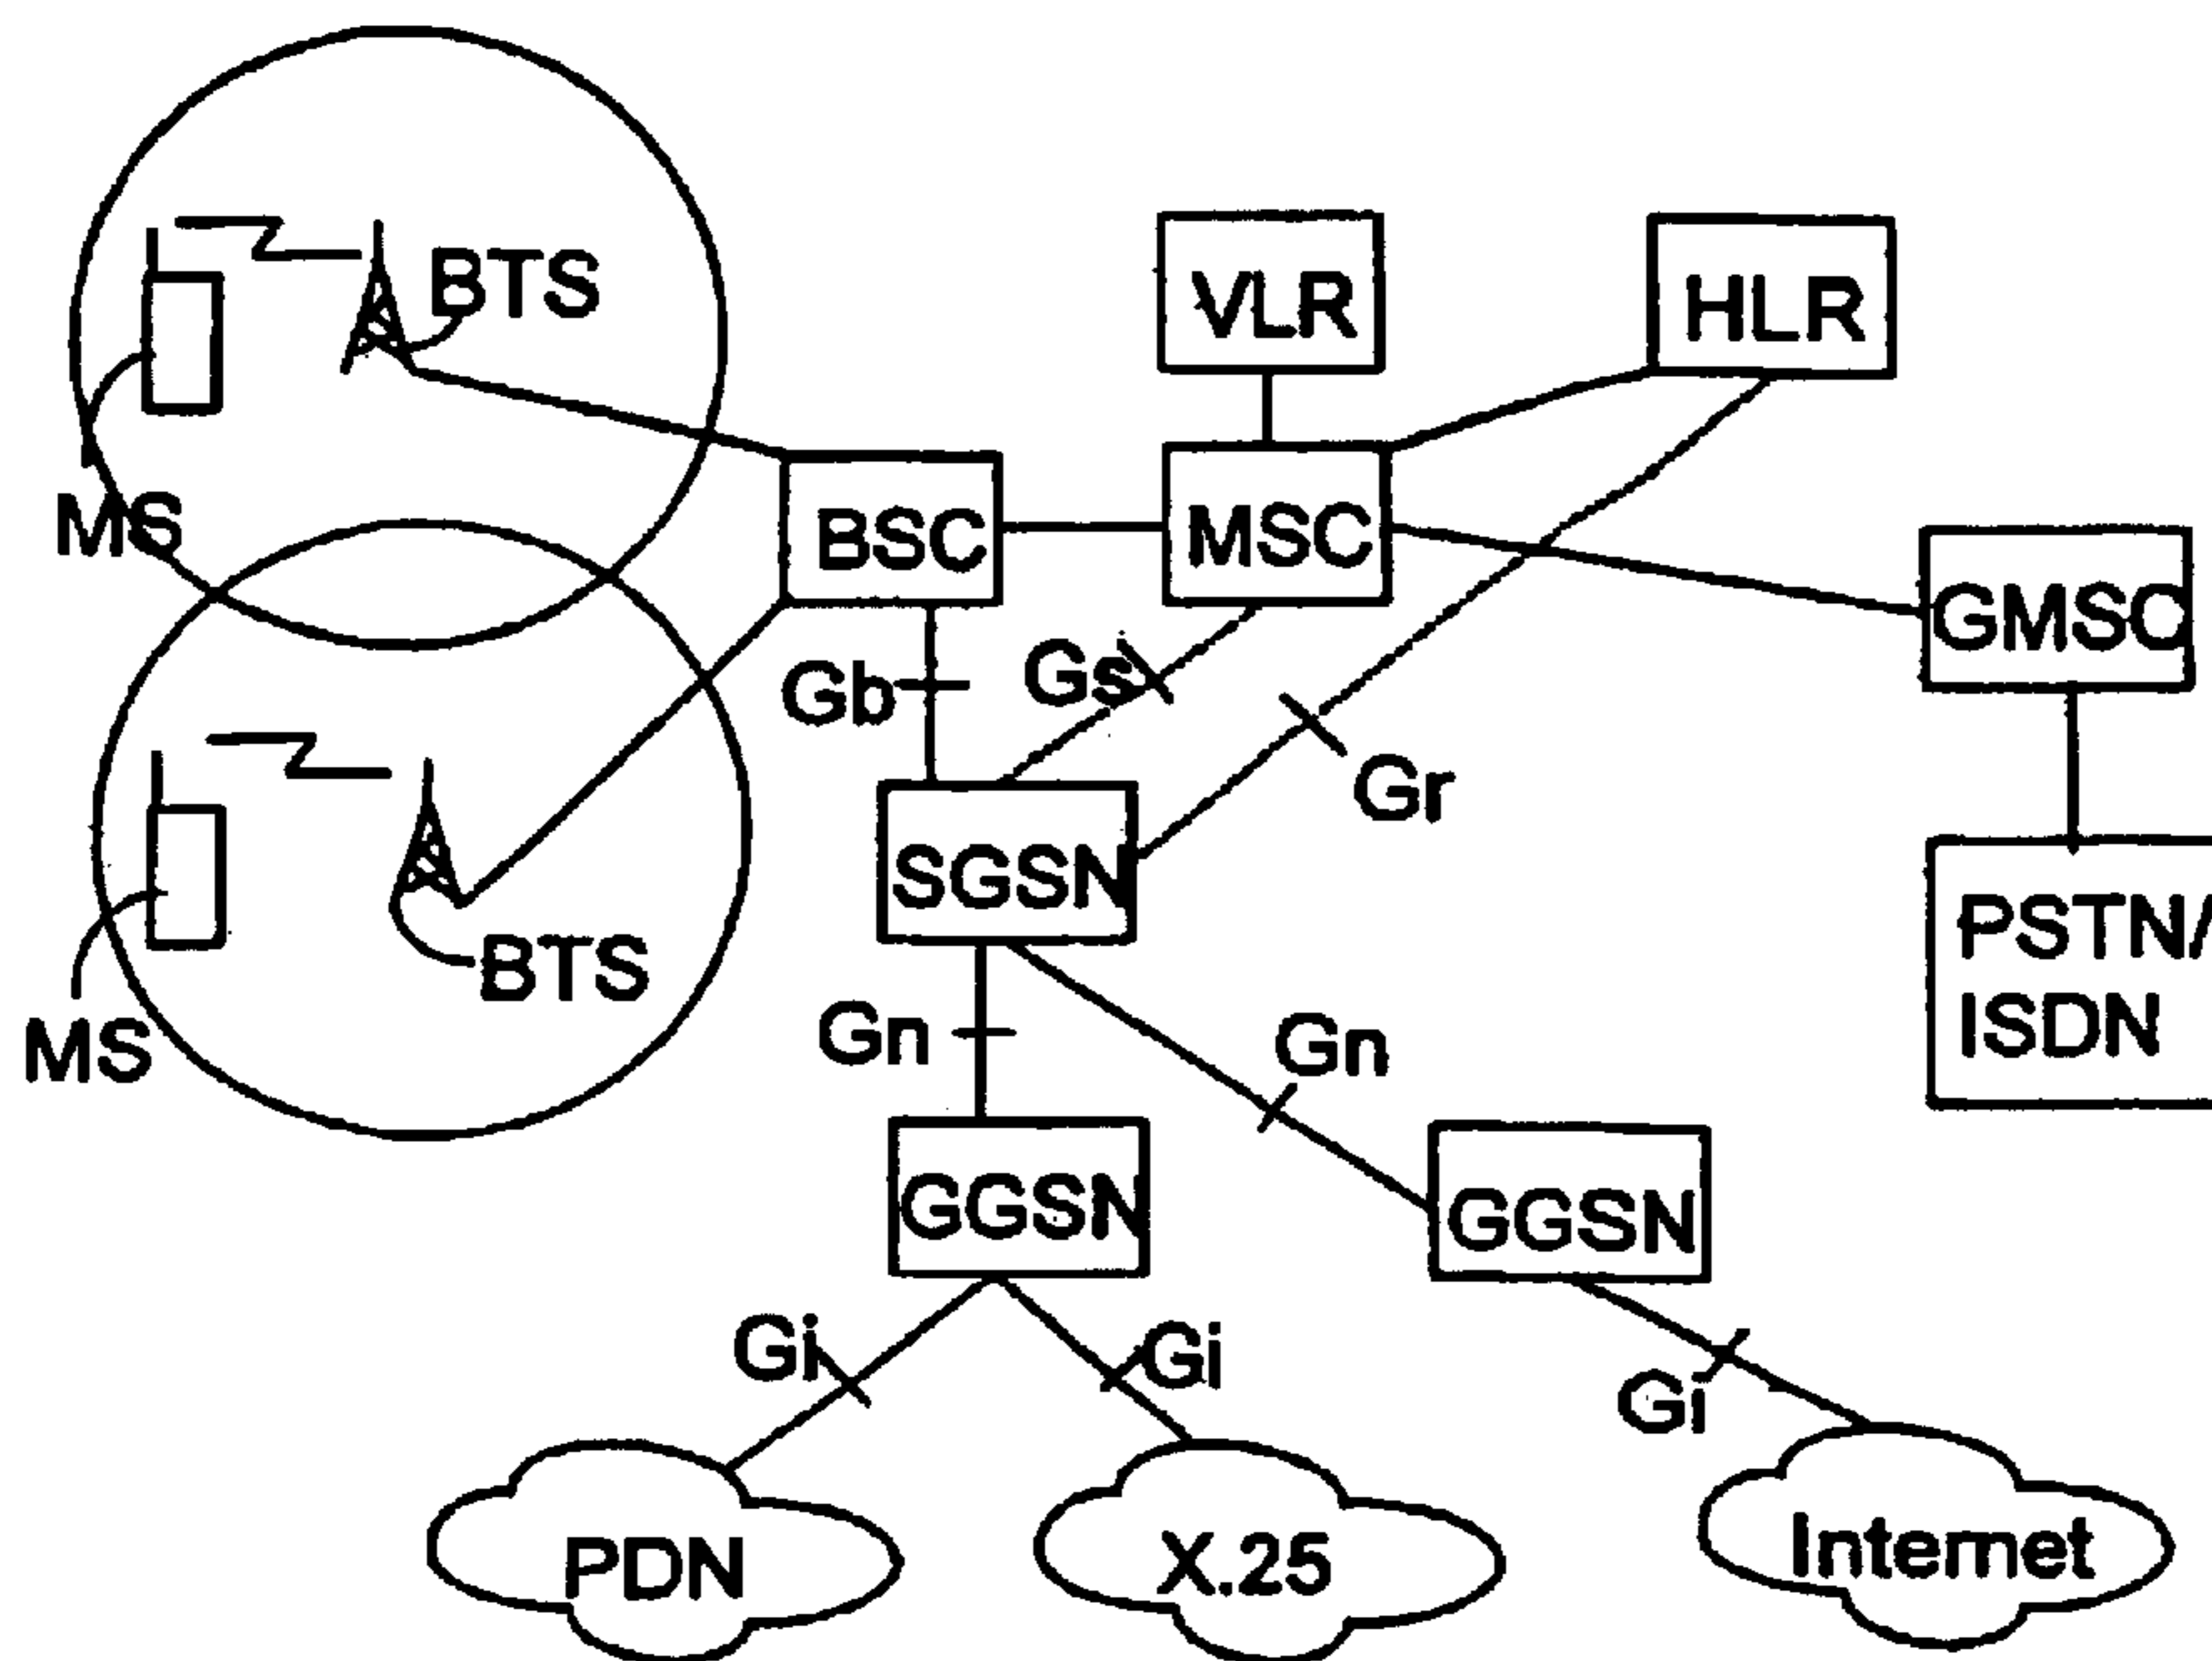 BTS
VLR
HLR
MS
BSC
MSC
GMSC
Gb
Gs
Gr
SGSN
PSTN/
ISDN
BTS
MS
Gn
Gn
GGSN
GGSN
Gi
Gi
Gi
PDN
X.25
Internet